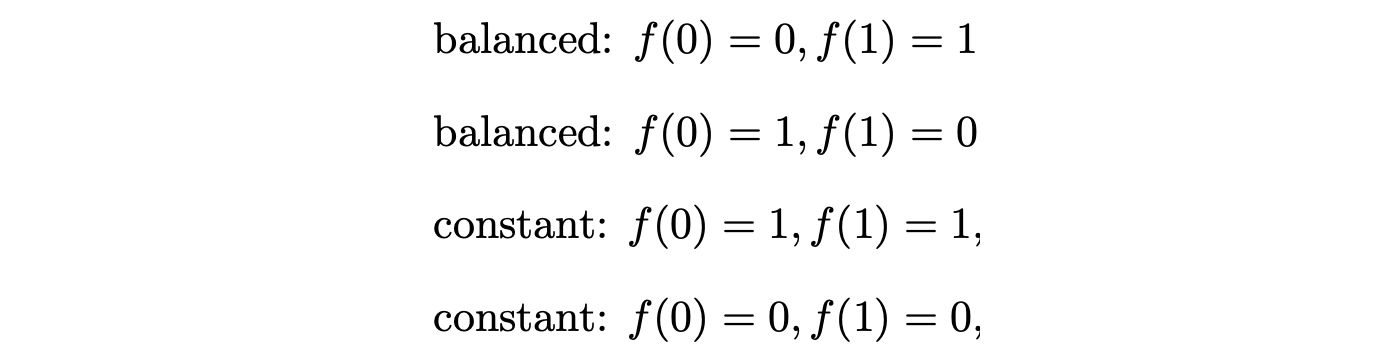 balanced: f(0) = 0, f(1) = 1
balanced: f(0) = 1, f(1) = 0
constant: f(0) = 1, f(1) = 1,
constant: f(0) = 0, f(1) = 0,